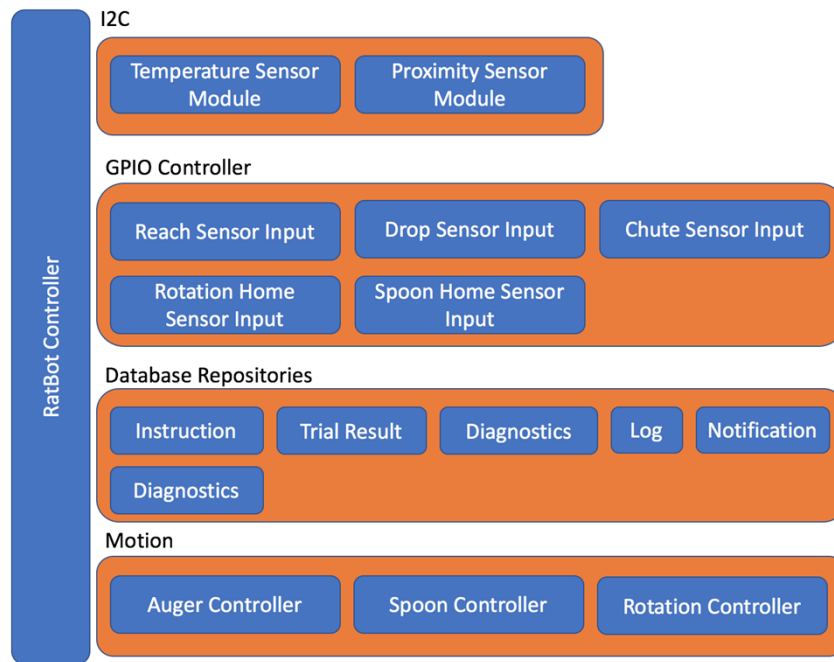 RatBot Controller
I2C
Temperature Sensor
Module
Proximity Sensor
Module
GPIO Controller
Reach Sensor Input
Drop Sensor Input
Chute Sensor Input
Rotation Home
Sensor Input
Spoon Home Sensor
Input
Database Repositories
Instruction
Trial Result
Diagnostics
Log
Notification
Diagnostics
Motion
Auger Controller
Spoon Controller
Rotation Controller